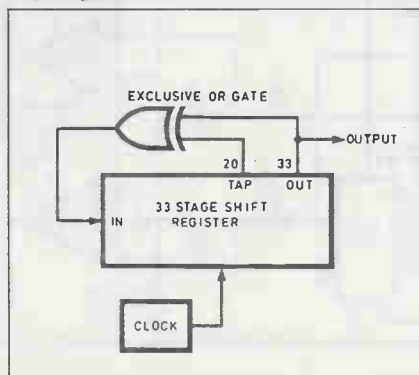 EXCLUSIVE OR GATE
OUTPUT
20 33
TAP OUT
IN
33 STAGE SHIFT
REGISTER
CLOCK